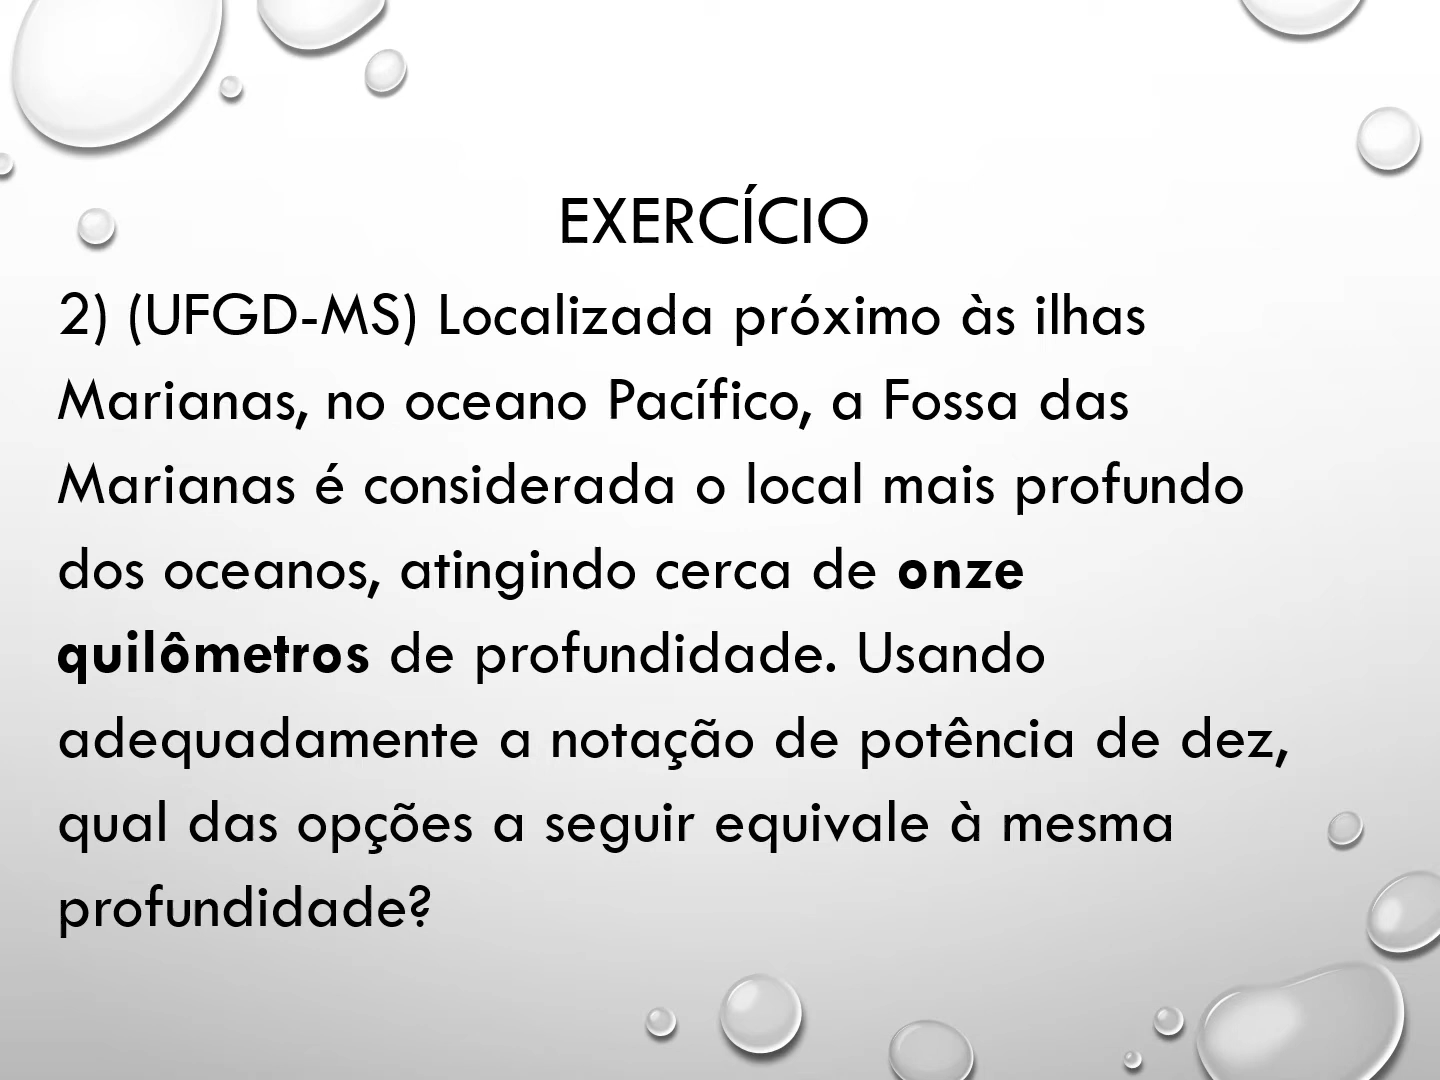 EXERCÍCIO
2) (UFGD-MS) Localizada próximo às ilhas
Marianas, no oceano Pacífico, a Fossa das
Marianas é considerada o local mais profundo
dos oceanos, atingindo cerca de onze
quilômetros de profundidade. Usando
adequadamente a notação de potência de dez,
qual das opções a seguir equivale à mesma
profundidade?